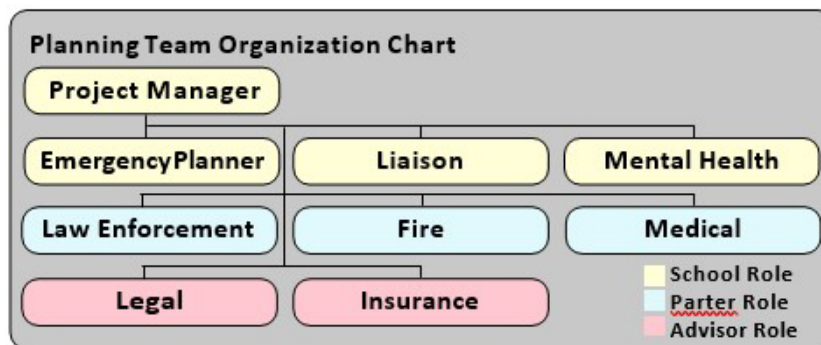 Planning Team Organization Chart
Project Manager
EmergencyPlanner Liaison Mental Health
Law Enforcement Fire Medical
Legal Insurance
School Role
Parter Role
Advisor Role